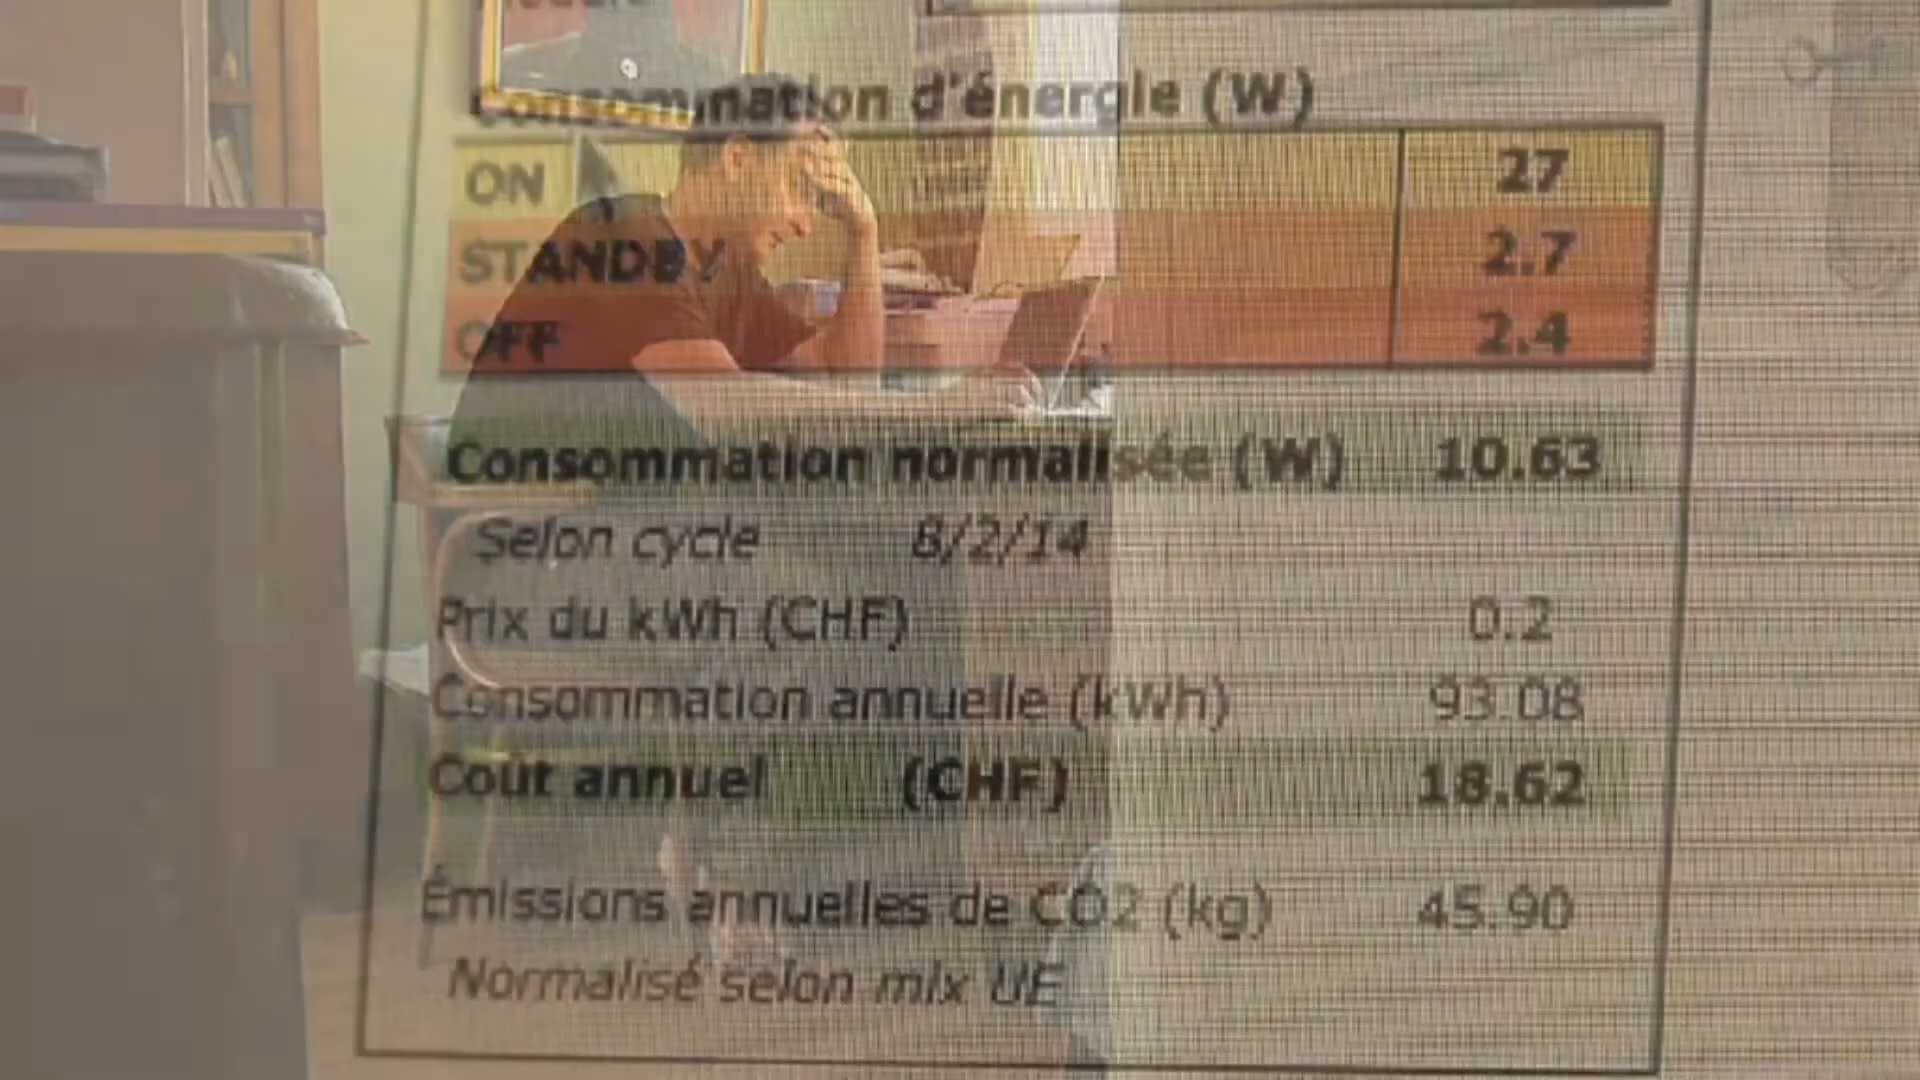 Consommation d'énergie (W)
ON 27
STANDBY 2.7
OFF 2.4
Consommation normalisée (W) 10.63
Selon cycle 8/2/14
Prix du kWh (CHF) 0.2
Consommation annuelle (kWh) 93.08
Coût annuel (CHF) 18.62
Émissions annuelles de CO2 (kg) 45.90
Normalisé selon mix UE